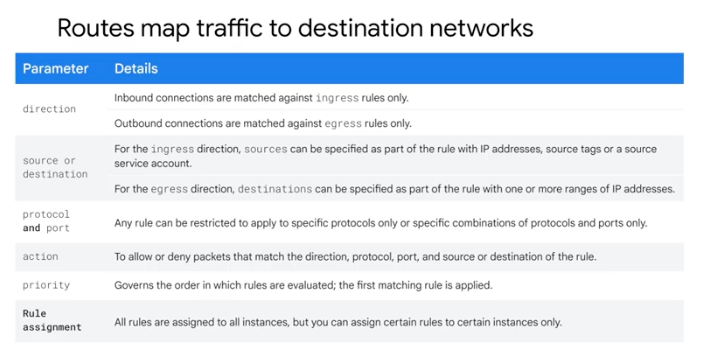 Routes map traffic to destination networks
Parameter Details
direction
Inbound connections are matched against ingress rules only.
Outbound connections are matched against egress rules only.
source or
destination
For the ingress direction, sources can be specified as part of the rule with IP addresses, source tags or a source
service account.
For the egress direction, destinations can be specified as part of the rule with one or more ranges of IP addresses.
protocol
and port
Any rule can be restricted to apply to specific protocols only or specific combinations of protocols and ports only.
action
To allow or deny packets that match the direction, protocol, port, and source or destination of the rule.
priority
Governs the order in which rules are evaluated; the first matching rule is applied.
Rule
assignment
All rules are assigned to all instances, but you can assign certain rules to certain instances only.